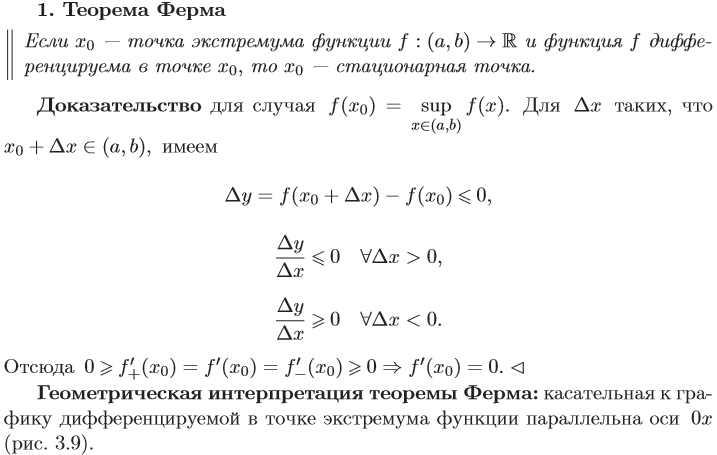 1. Теорема Ферма
Если x₀ — точка экстремума функции f : (a, b) → ℝ и функция f диффе-
ренцируема в точке x₀, то x₀ — стационарная точка.
Доказательство для случая f(x₀) = sup f(x). Для Δx таких, что
x∈(a,b)
x₀ + Δx ∈ (a, b), имеем
Δy = f(x₀ + Δx) − f(x₀) ⩽ 0,
Δy/Δx ⩽ 0 ∀Δx > 0,
Δy/Δx ⩾ 0 ∀Δx < 0.
Отсюда 0 ⩾ f′₊(x₀) = f′(x₀) = f′₋(x₀) ⩾ 0 ⇒ f′(x₀) = 0. ◁
Геометрическая интерпретация теоремы Ферма: касательная к гра-
фику дифференцируемой в точке экстремума функции параллельна оси 0x
(рис. 3.9).